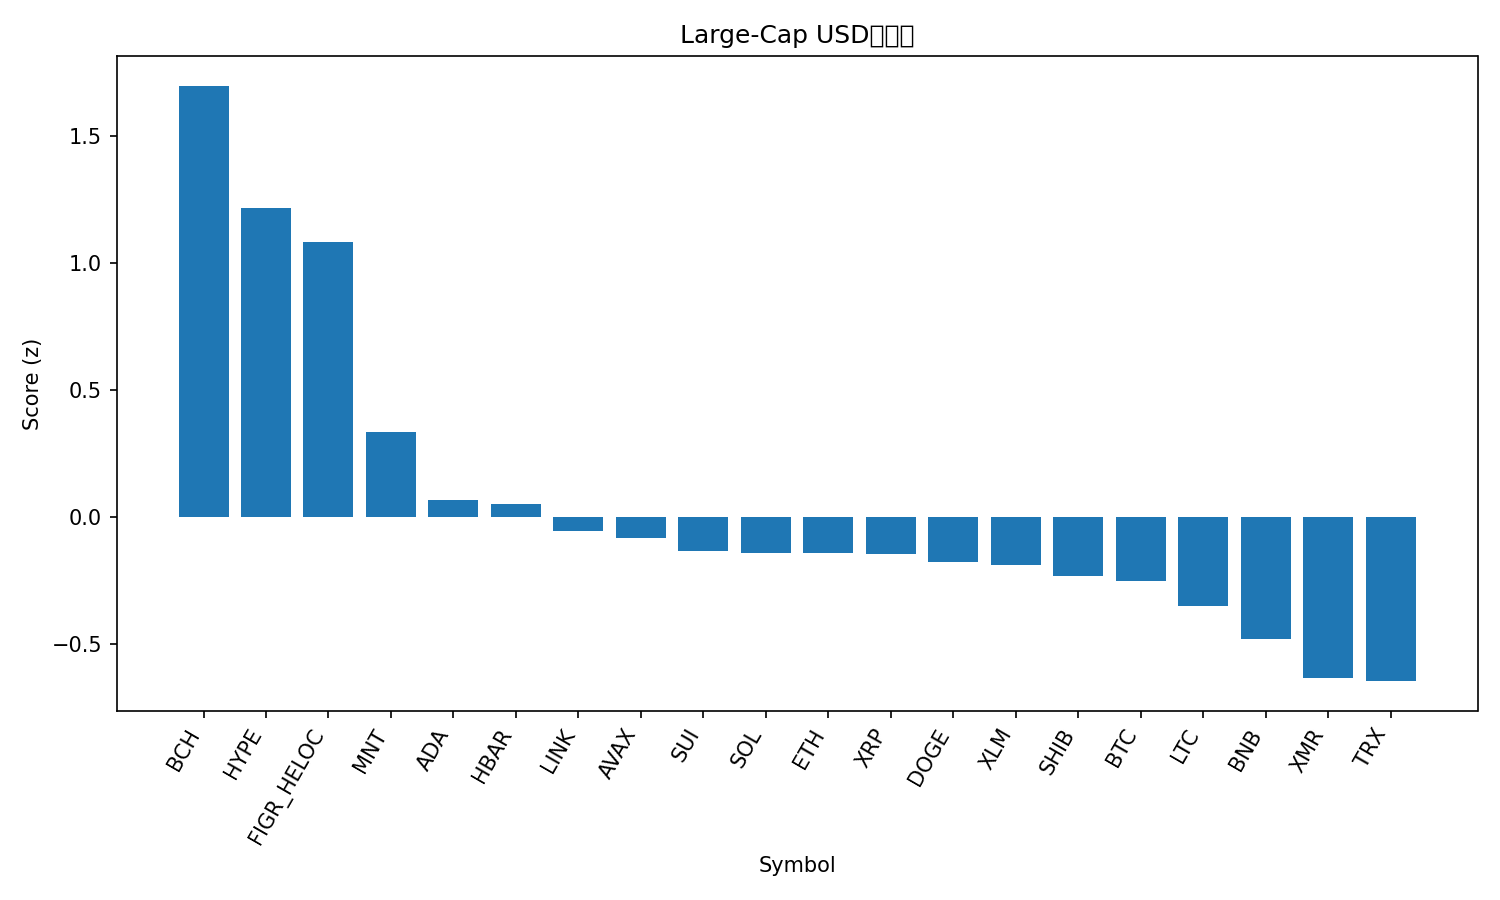 Large-Cap USD
Score (z)
1.5
1.0
0.5
0.0
−0.5
BCH
HYPE
FIGR_HELOC
MNT
ADA
HBAR
LINK
AVAX
SUI
SOL
ETH
XRP
DOGE
XLM
SHIB
BTC
LTC
BNB
XMR
TRX
Symbol